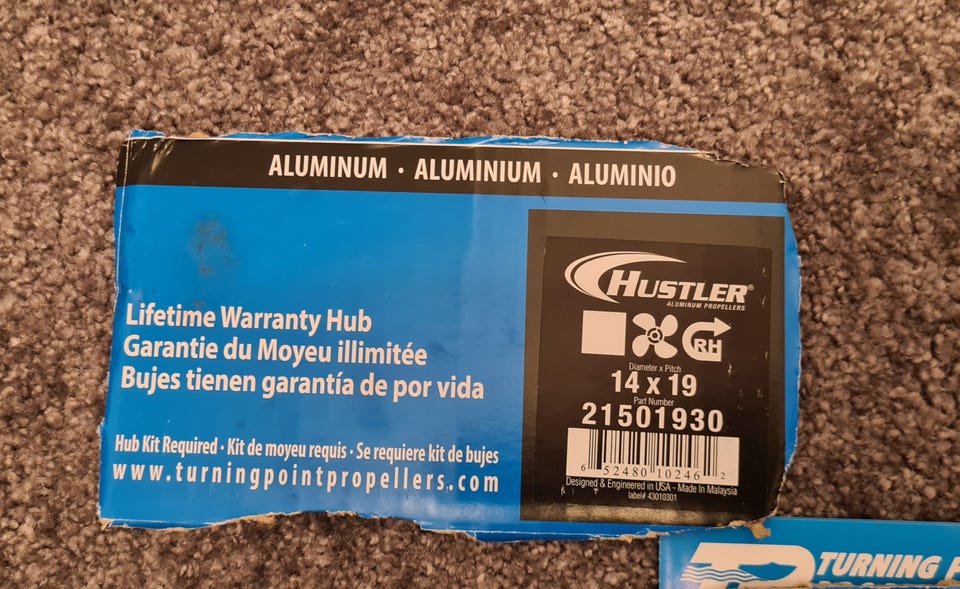 ALUMINUM · ALUMINIUM · ALUMINIO
Lifetime Warranty Hub
Garantie du Moyeu illimitée
Bujes tienen garantía de por vida
Hub Kit Required · Kit de moyeu requis · Se requiere kit de bujes
www.turningpointpropellers.com
HUSTLER®
ALUMINUM PROPELLERS
RH
Diameter x Pitch
14 x 19
Part Number
21501930
6 52480 10246 2
Designed & Engineered in USA - Made In Malaysia
label# 43010301
TURNING